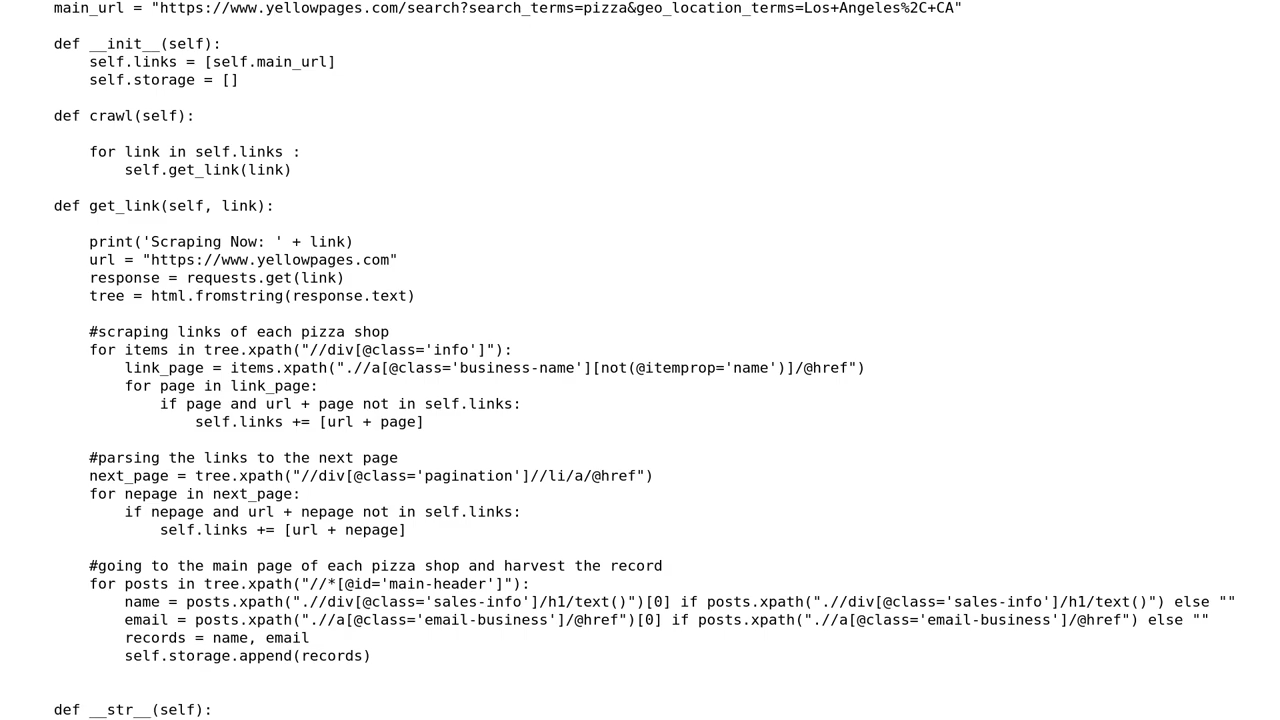 main_url = "https://www.yellowpages.com/search?search_terms=pizza&geo_location_terms=Los+Angeles%2C+CA"
def __init__(self):
self.links = [self.main_url]
self.storage = []
def crawl(self):
for link in self.links :
self.get_link(link)
def get_link(self, link):
print('Scraping Now: ' + link)
url = "https://www.yellowpages.com"
response = requests.get(link)
tree = html.fromstring(response.text)
#scraping links of each pizza shop
for items in tree.xpath("//div[@class='info']"):
link_page = items.xpath(".//a[@class='business-name'][not(@itemprop='name')]/@href")
for page in link_page:
if page and url + page not in self.links:
self.links += [url + page]
#parsing the links to the next page
next_page = tree.xpath("//div[@class='pagination']//li/a/@href")
for nepage in next_page:
if nepage and url + nepage not in self.links:
self.links += [url + nepage]
#going to the main page of each pizza shop and harvest the record
for posts in tree.xpath("//*[@id='main-header']"):
name = posts.xpath(".//div[@class='sales-info']/h1/text()")[0] if posts.xpath(".//div[@class='sales-info']/h1/text()") else ""
email = posts.xpath(".//a[@class='email-business']/@href")[0] if posts.xpath(".//a[@class='email-business']/@href") else ""
records = name, email
self.storage.append(records)
def __str__(self):